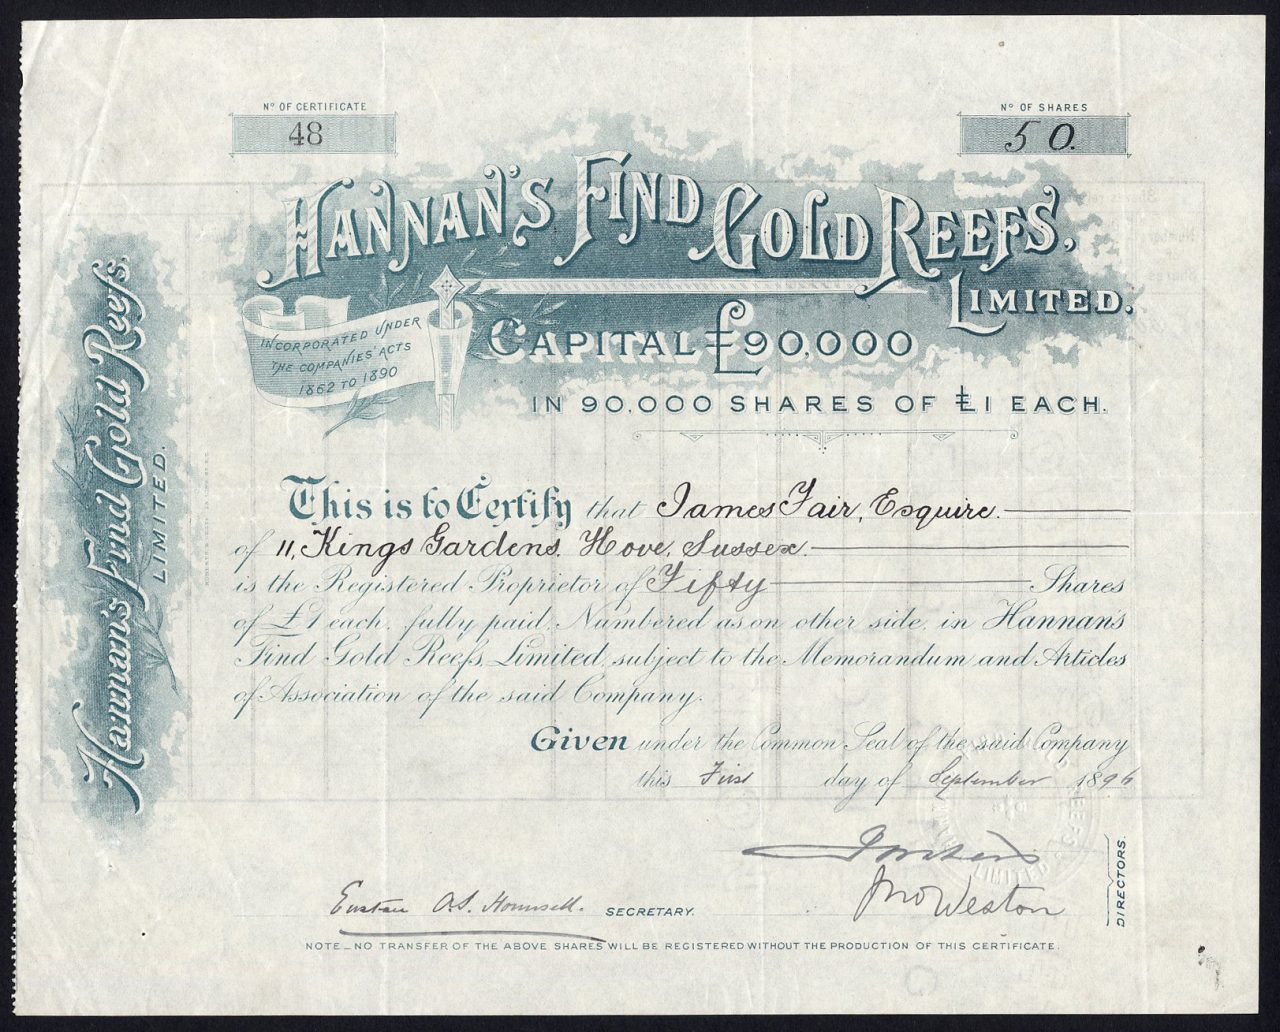 Nº OF CERTIFICATE
48
Nº OF SHARES
50.
HANNAN'S FIND GOLD REEFS,
LIMITED.
INCORPORATED UNDER
THE COMPANIES' ACTS
1862 TO 1890
CAPITAL £90,000
IN 90,000 SHARES OF £1 EACH.
Hannan's Find Gold Reefs,
LIMITED.
This is to Certify that James Fair, Esquire.
of 11, Kings Gardens. Hove, Sussex.
is the Registered Proprietor of Fifty Shares
of £1 each, fully paid, Numbered as on other side, in Hannan's
Find Gold Reefs, Limited, subject to the Memorandum and Articles
of Association of the said Company.
Given under the Common Seal of the said Company
this First day of September 1896
Jno Weston
DIRECTORS.
A.S. Hounsell. SECRETARY.
NOTE _ NO TRANSFER OF THE ABOVE SHARES WILL BE REGISTERED WITHOUT THE PRODUCTION OF THIS CERTIFICATE.